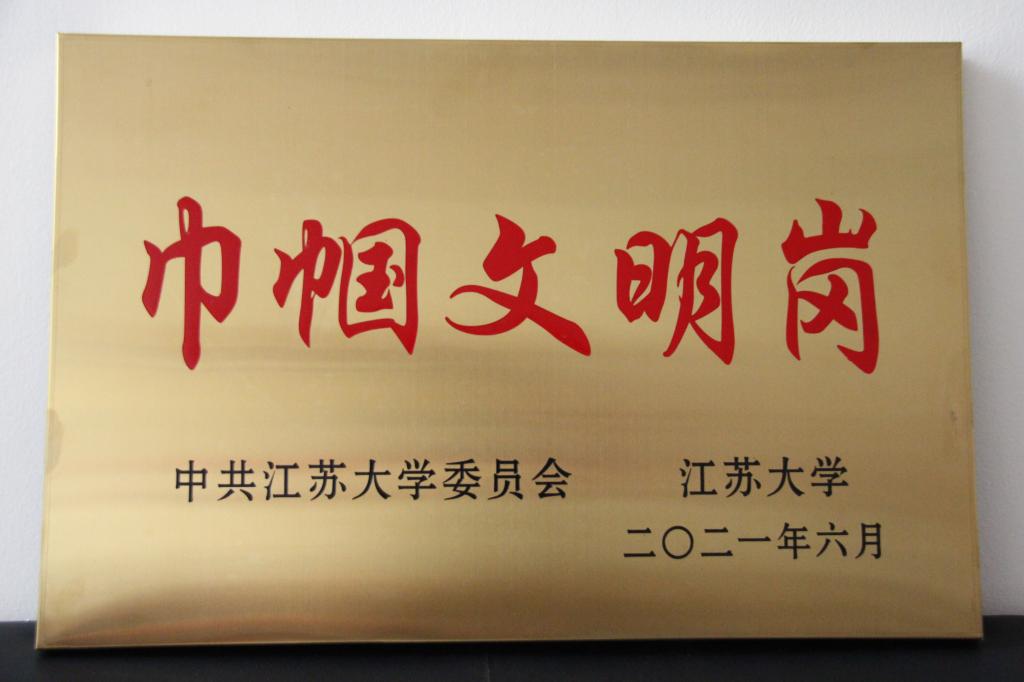 巾帼文明岗
中共江苏大学委员会 江苏大学
二〇二一年六月